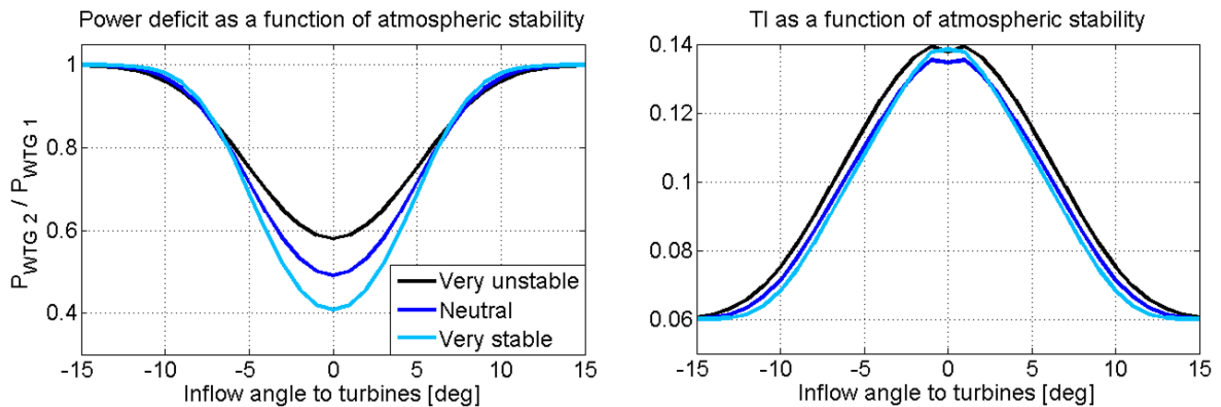 Power deficit as a function of atmospheric stability
1
0.8
0.6
0.4
P WTG 2 / P WTG 1
Very unstable
Neutral
Very stable
-15 -10 -5 0 5 10 15
Inflow angle to turbines [deg]
TI as a function of atmospheric stability
0.14
0.12
0.1
0.08
0.06
-15 -10 -5 0 5 10 15
Inflow angle to turbines [deg]